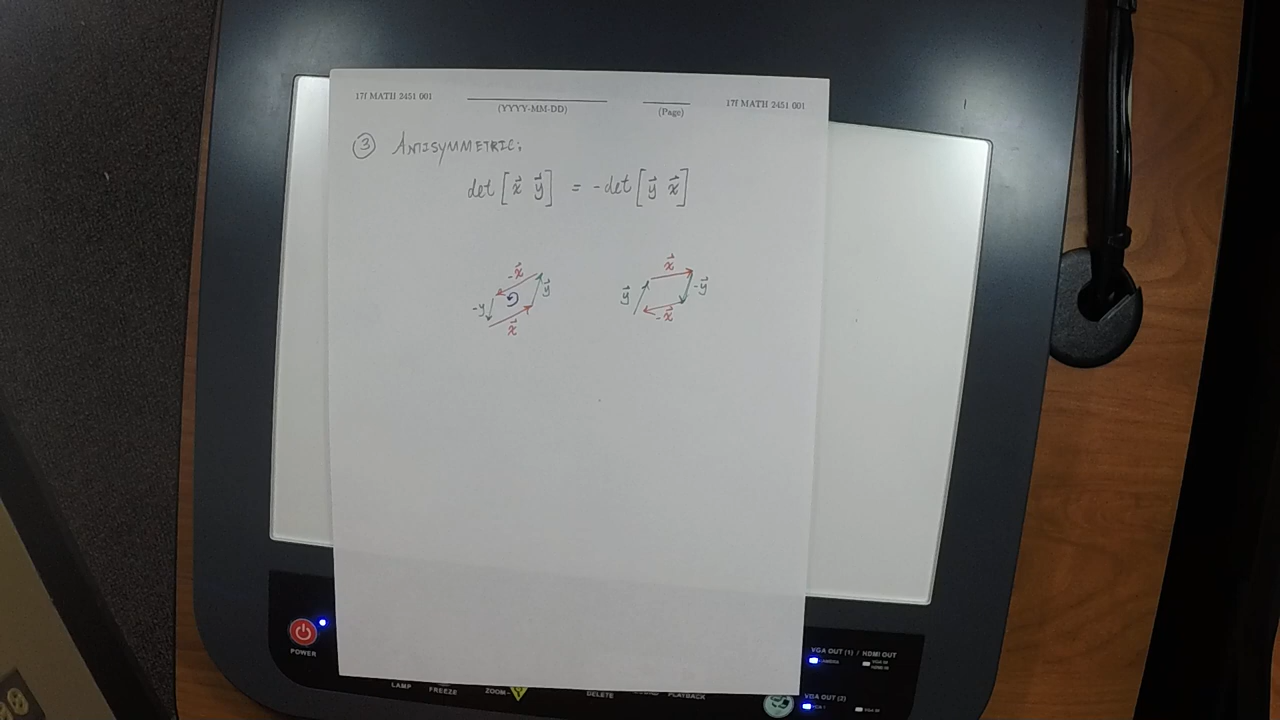 17f MATH 2451 001
(YYYY-MM-DD)
(Page)
17f MATH 2451 001
③ ANTISYMMETRIC:
det [x⃗ y⃗] = -det [y⃗ x⃗]
-x⃗
y⃗
-y
x⃗
x⃗
y⃗
-y⃗
-x⃗
POWER
LAMP
FREEZE
ZOOM-
DELETE
PLAYBACK
VGA OUT (1) / HDMI OUT
CAMERA
VGA OUT (2)